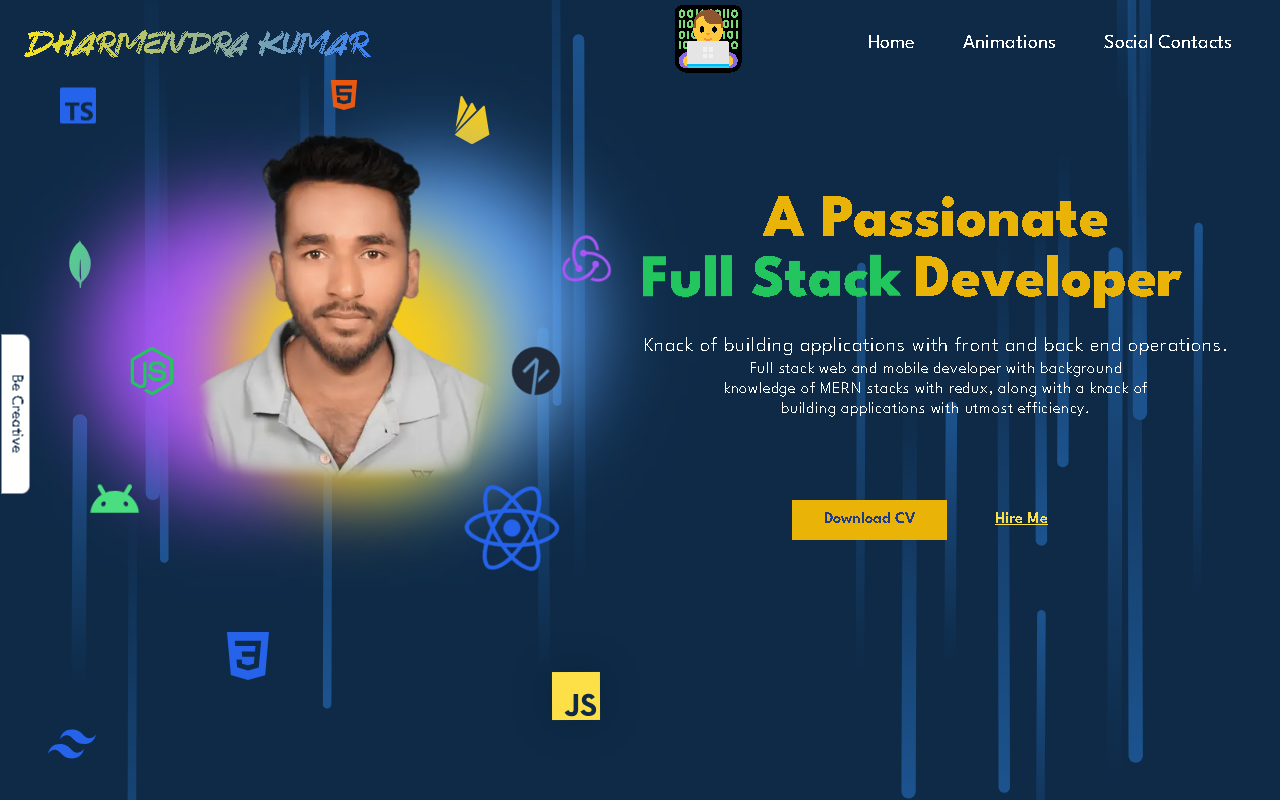 DHARMENDRA KUMAR
Home
Animations
Social Contacts
TS
5
A Passionate
Full Stack Developer
JS
Be Creative
Knack of building applications with front and back end operations.
Full stack web and mobile developer with background
knowledge of MERN stacks with redux, along with a knack of
building applications with utmost efficiency.
Download CV
Hire Me
3
JS